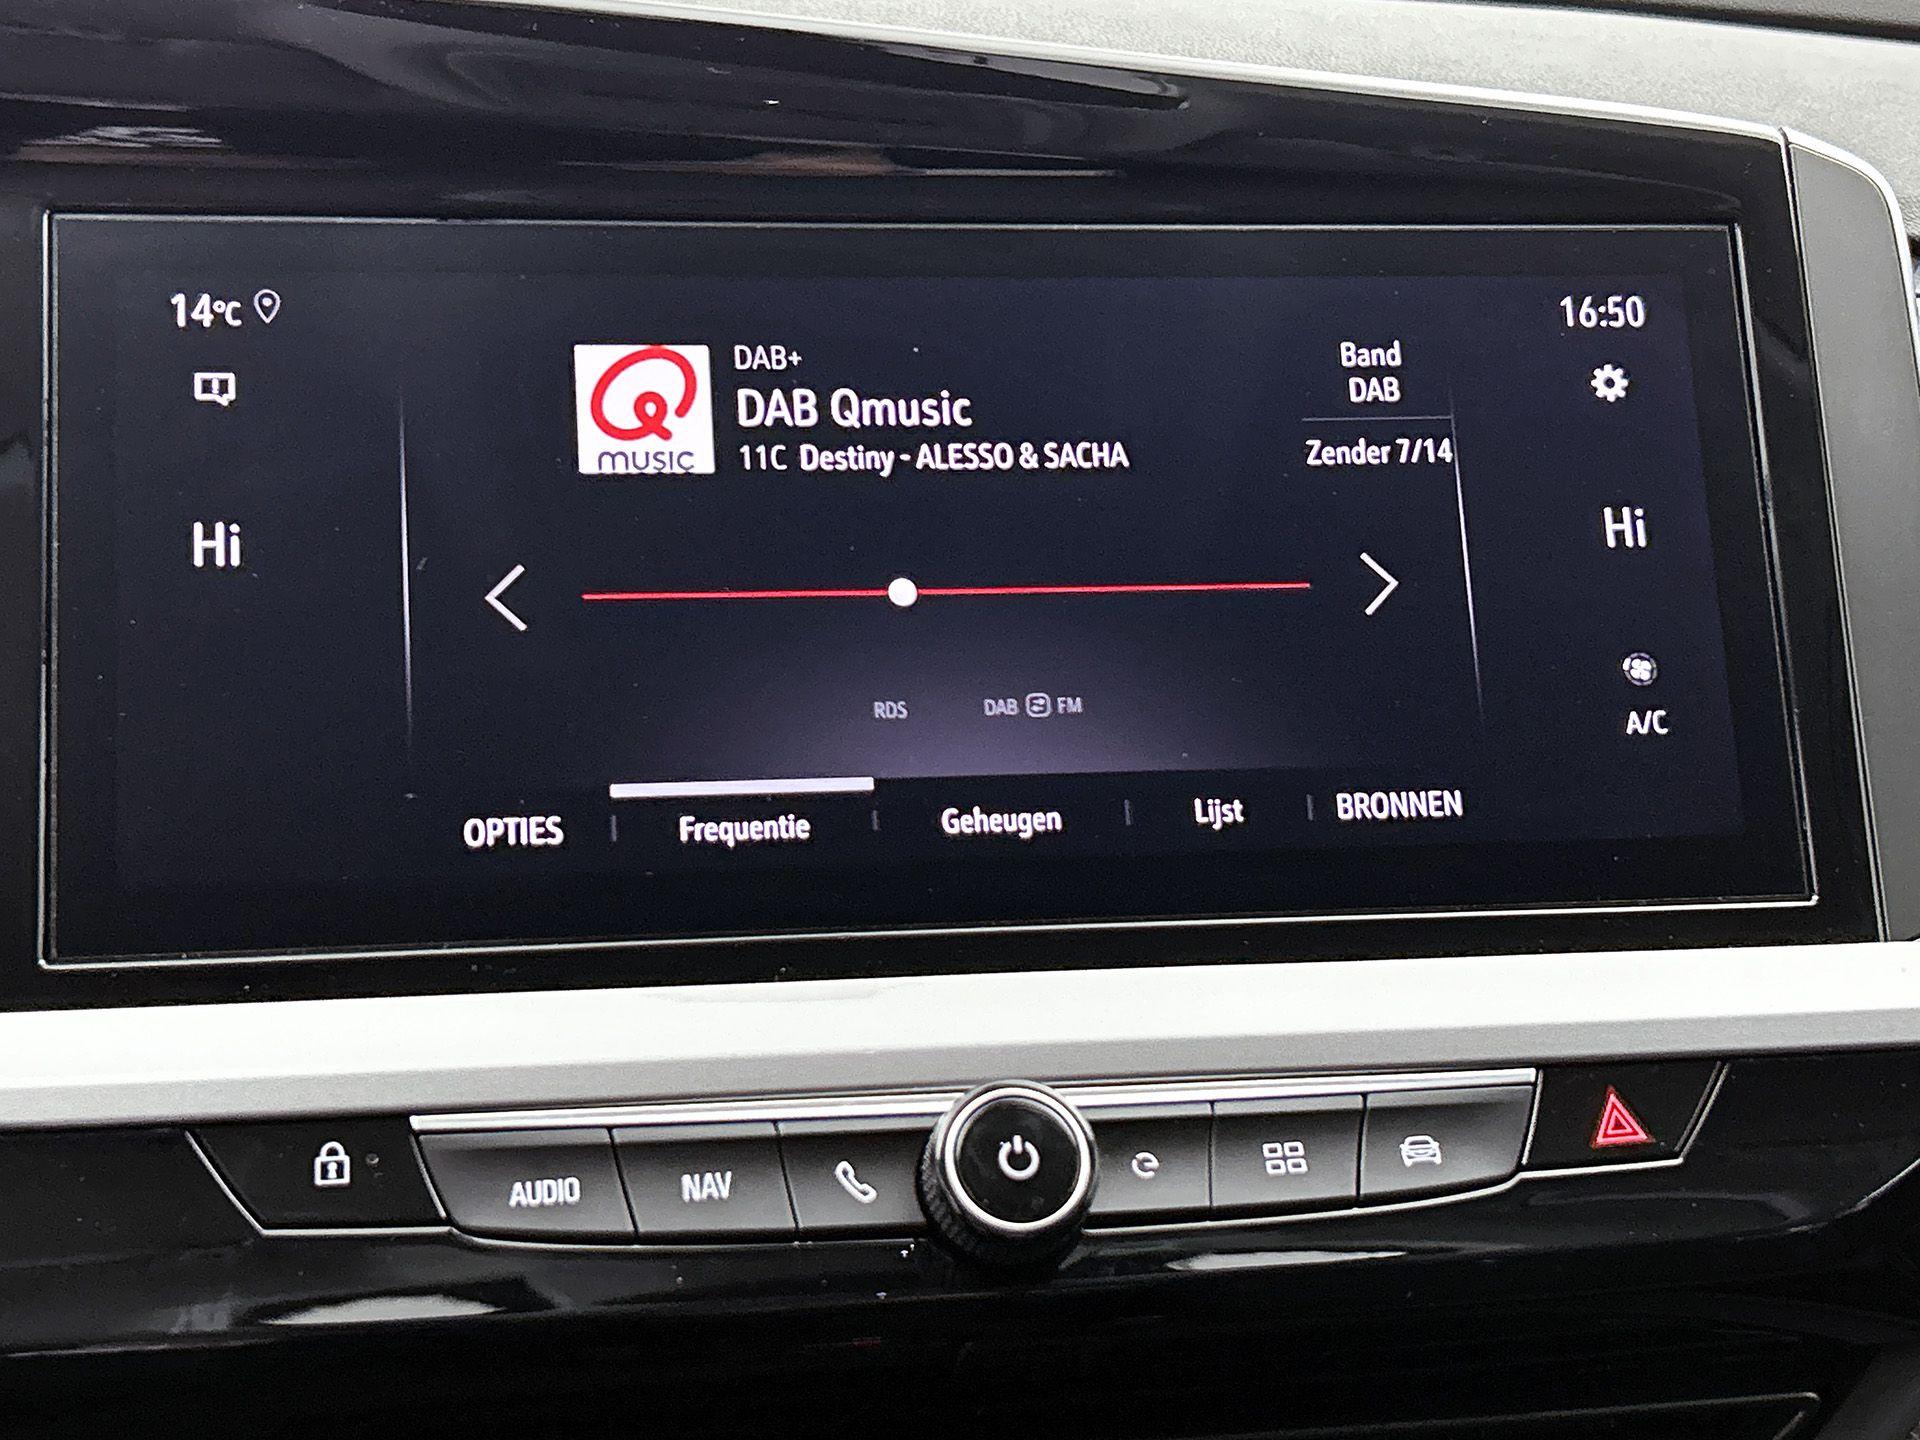 14°C
16:50
DAB+
DAB Qmusic
11C Destiny - ALESSO & SACHA
Q
music
Band
DAB
Zender 7/14
Hi
Hi
RDS
DAB FM
A/C
OPTIES
Frequentie
Geheugen
Lijst
BRONNEN
AUDIO
NAV